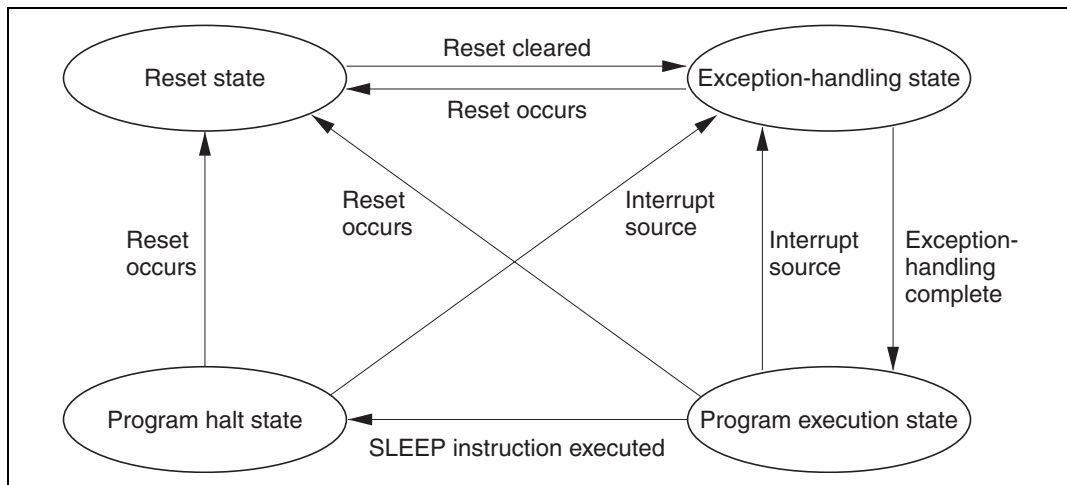 Reset cleared
Reset state
Exception-handling state
Reset occurs
Reset
occurs
Interrupt
source
Reset
occurs
Interrupt
source
Exception-
handling
complete
Program halt state
Program execution state
SLEEP instruction executed